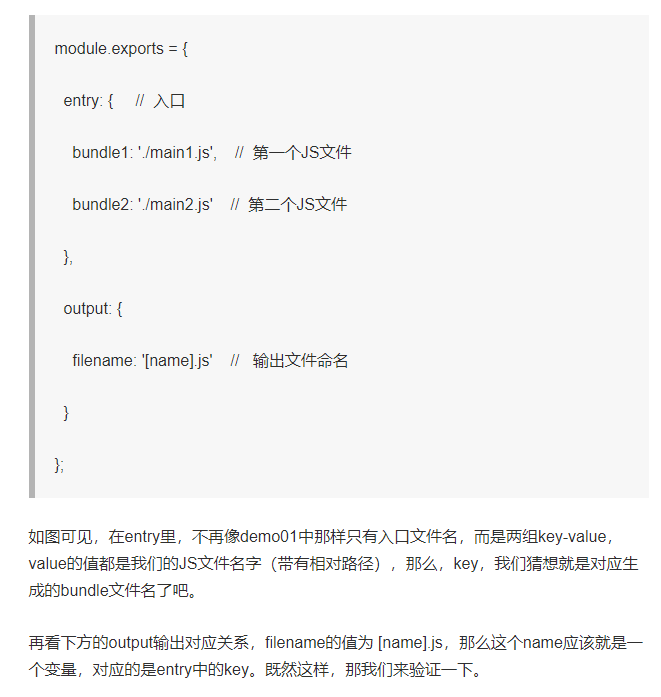 module.exports = {
entry: { // 入口
bundle1: './main1.js', // 第一个JS文件
bundle2: './main2.js' // 第二个JS文件
},
output: {
filename: '[name].js' // 输出文件命名
}
};
如图可见，在entry里，不再像demo01中那样只有入口文件名，而是两组key-value，
value的值都是我们的JS文件名字（带有相对路径），那么，key，我们猜想就是对应生
成的bundle文件名了吧。
再看下方的output输出对应关系，filename的值为 [name].js，那么这个name应该就是一
个变量，对应的是entry中的key。既然这样，那我们来验证一下。